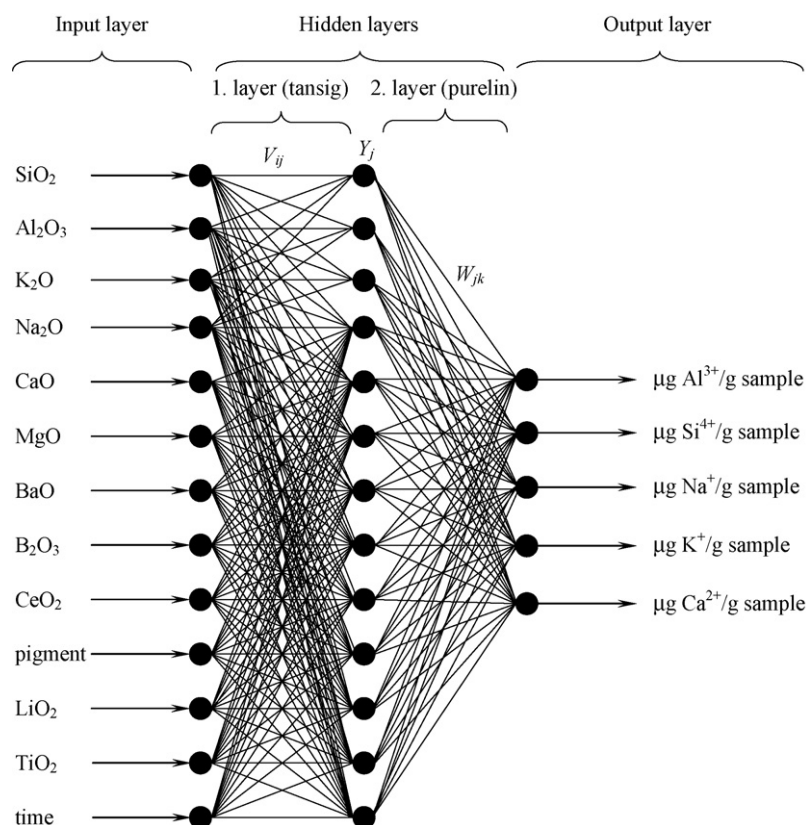 Input layer
Hidden layers
Output layer
1. layer (tansig)
2. layer (purelin)
V_ij
Y_j
SiO₂
Al₂O₃
K₂O
W_jk
Na₂O
CaO
μg Al³⁺/g sample
MgO
μg Si⁴⁺/g sample
BaO
μg Na⁺/g sample
B₂O₃
μg K⁺/g sample
CeO₂
μg Ca²⁺/g sample
pigment
LiO₂
TiO₂
time